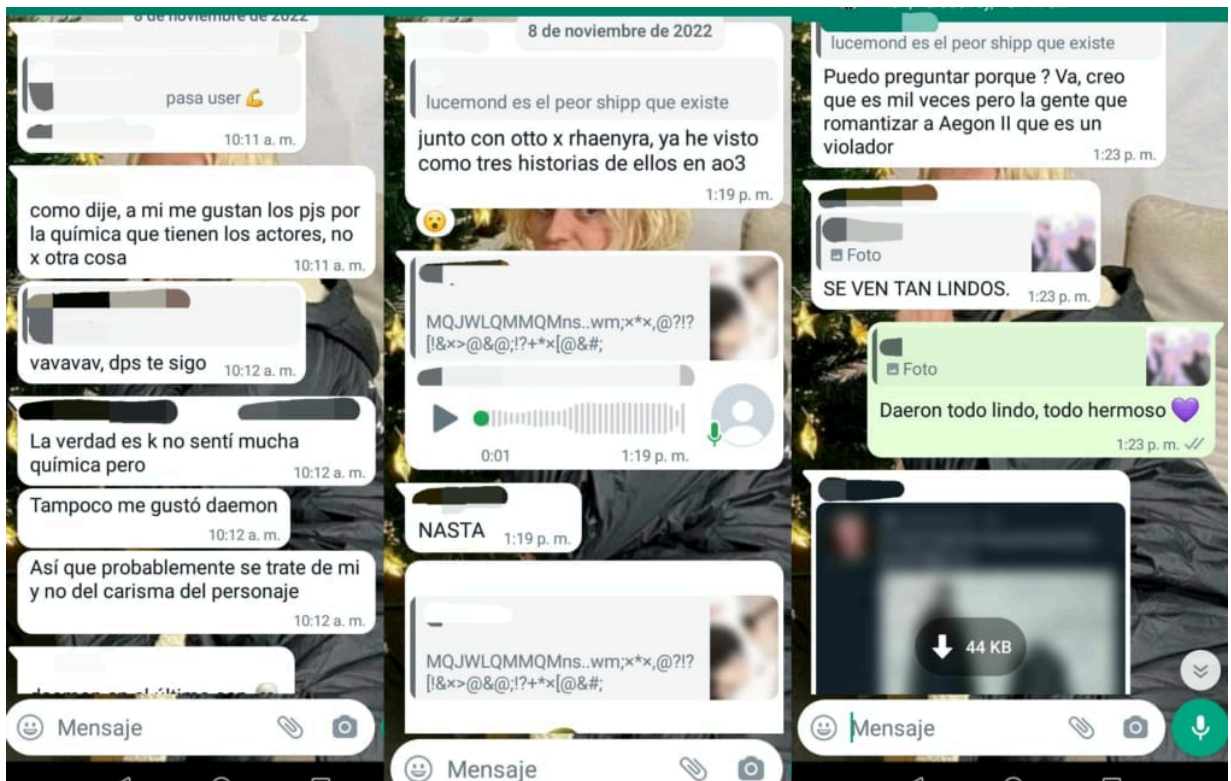 8 de noviembre de 2022
pasa user 💪
10:11 a. m.
como dije, a mi me gustan los pjs por
la química que tienen los actores, no
x otra cosa
10:11 a. m.
vavavav, dps te sigo
10:12 a. m.
La verdad es k no sentí mucha
química pero
10:12 a. m.
Tampoco me gustó daemon
10:12 a. m.
Así que probablemente se trate de mi
y no del carisma del personaje
10:12 a. m.
Mensaje
8 de noviembre de 2022
lucemond es el peor shipp que existe
junto con otto x rhaenyra, ya he visto
como tres historias de ellos en ao3
1:19 p. m.
😮
MQJWLQMMQMns..wm;×*×,@?!?
[!&×>@&@;!?+*×[@&#;
0:01
1:19 p. m.
NASTA
1:19 p. m.
MQJWLQMMQMns..wm;×*×,@?!?
[!&×>@&@;!?+*×[@&#;
Mensaje
lucemond es el peor shipp que existe
Puedo preguntar porque ? Va, creo
que es mil veces pero la gente que
romantizar a Aegon II que es un
violador
1:23 p. m.
Foto
SE VEN TAN LINDOS.
1:23 p. m.
Foto
Daeron todo lindo, todo hermoso 💜
1:23 p. m.
44 KB
Mensaje